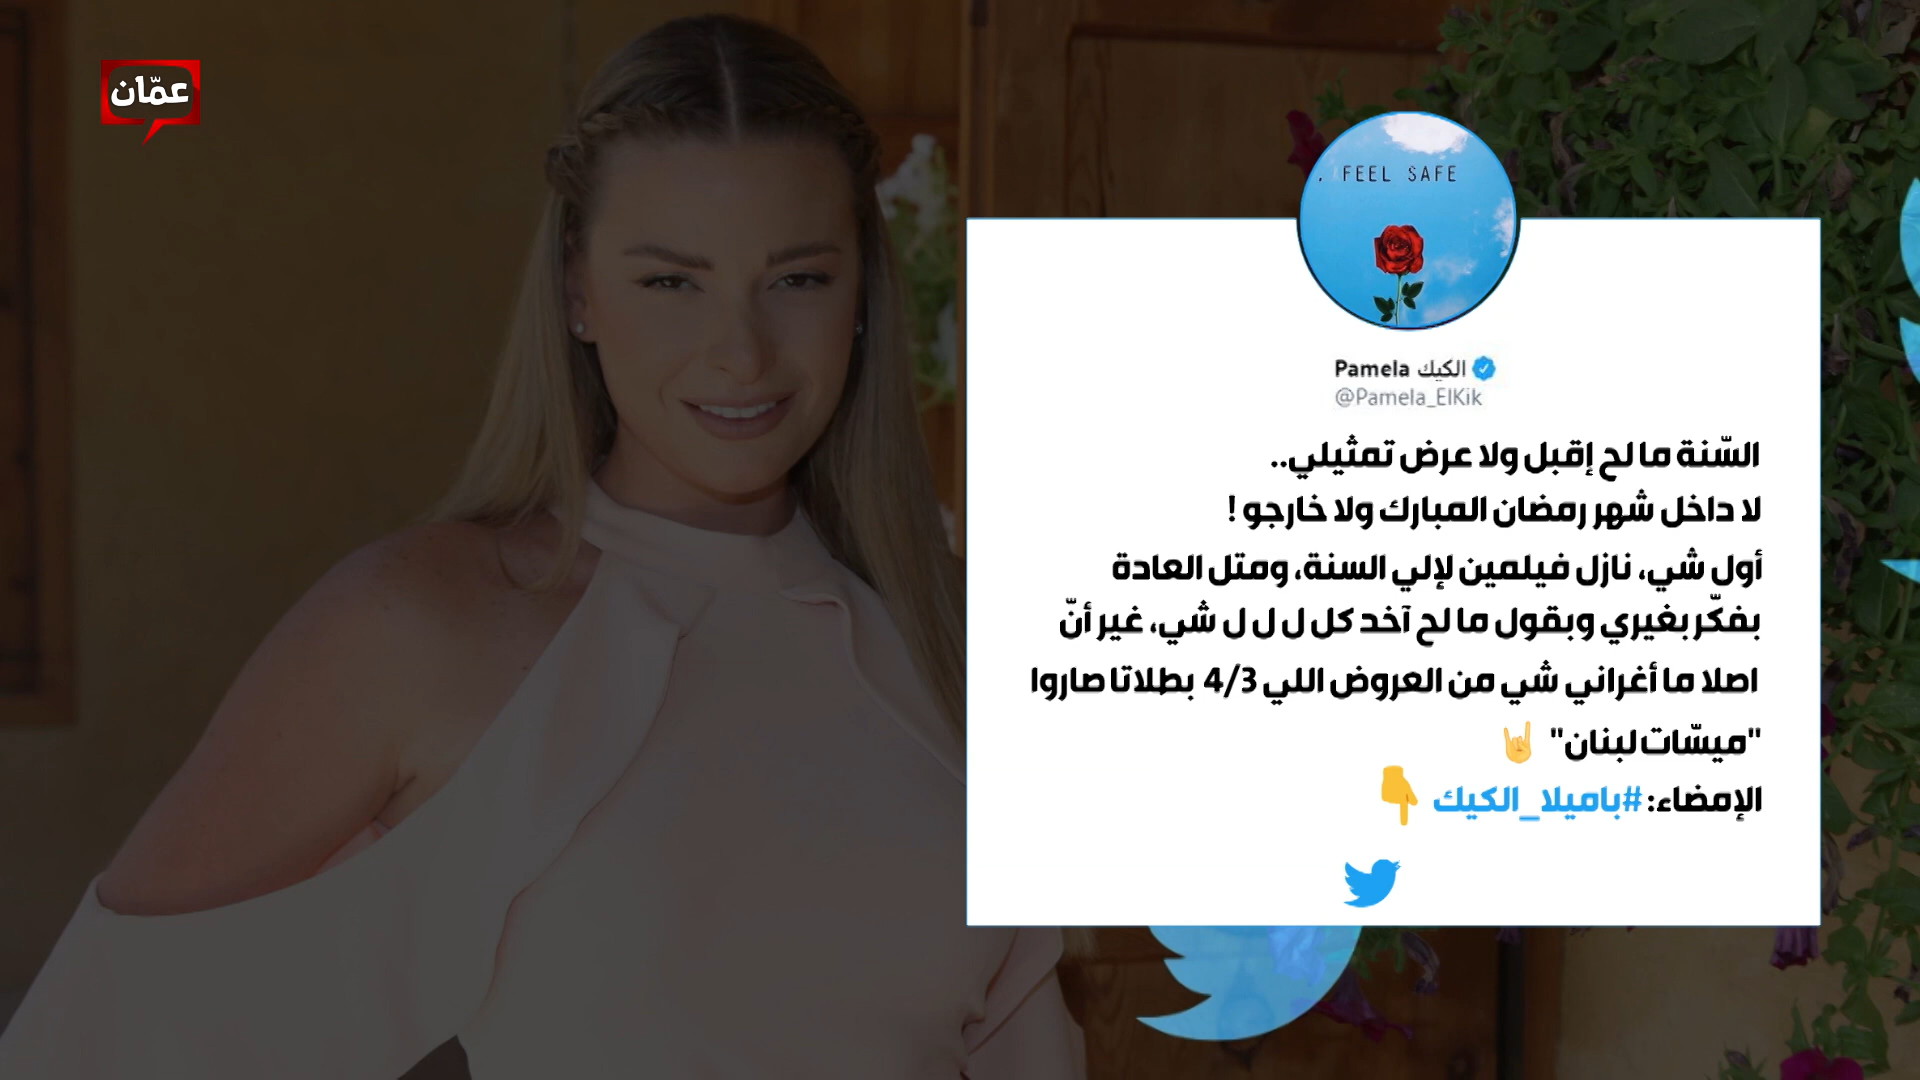 عمّان
. FEEL SAFE
Pamela الكيك
@Pamela_ElKik
السّنة ما لح إقبل ولا عرض تمثيلي..
لا داخل شهر رمضان المبارك ولا خارجو !
أول شي، نازل فيلمين لإلي السنة، ومتل العادة
بفكّر بغيري وبقول ما لح آخد كل ل ل ل شي، غير أنّ
اصلا ما أغراني شي من العروض اللي 4/3 بطلاتا صاروا
"ميسّات لبنان" 🤘
الإمضاء: #باميلا_الكيك 👇